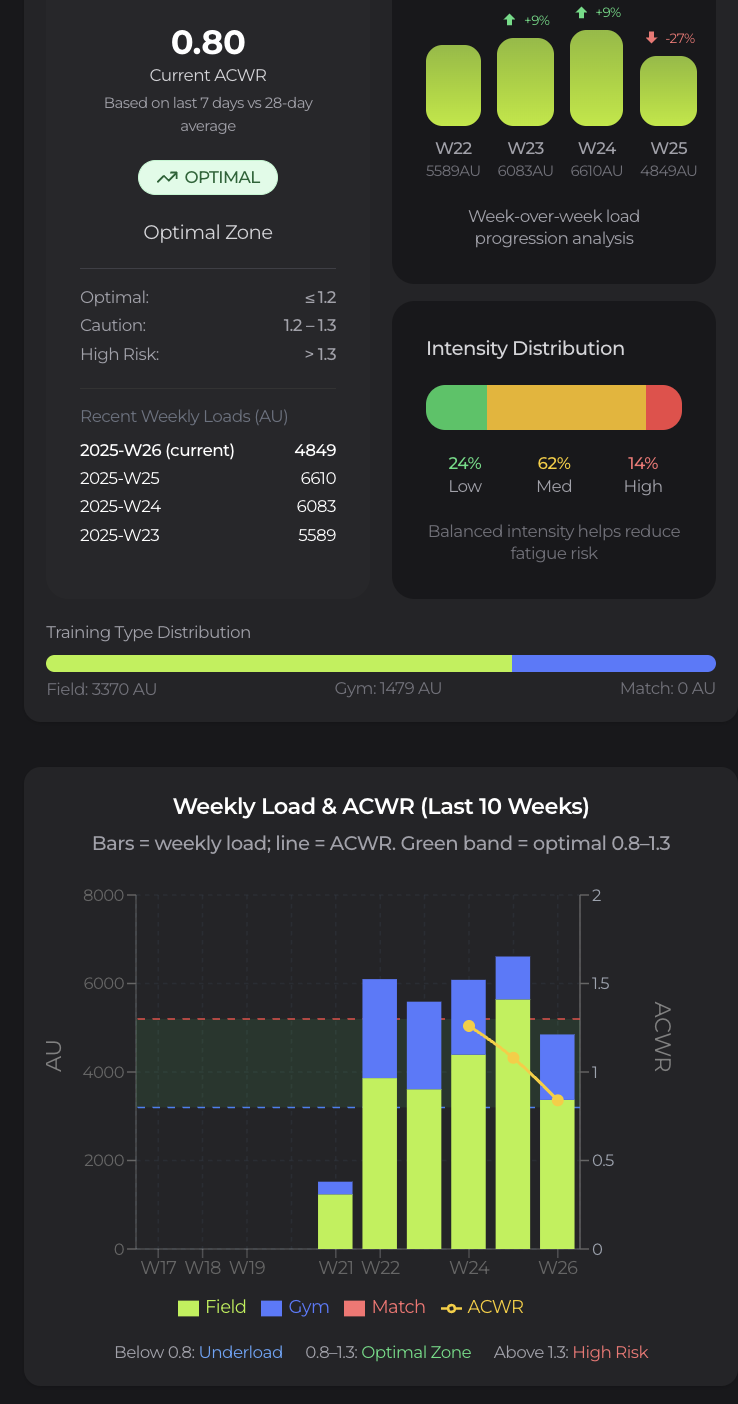 0.80
Current ACWR
Based on last 7 days vs 28-day
average
OPTIMAL
Optimal Zone
Optimal: ≤ 1.2
Caution: 1.2 – 1.3
High Risk: > 1.3
Recent Weekly Loads (AU)
2025-W26 (current) 4849
2025-W25 6610
2025-W24 6083
2025-W23 5589
+9% +9% -27%
W22 W23 W24 W25
5589AU 6083AU 6610AU 4849AU
Week-over-week load
progression analysis
Intensity Distribution
24% 62% 14%
Low Med High
Balanced intensity helps reduce
fatigue risk
Training Type Distribution
Field: 3370 AU Gym: 1479 AU Match: 0 AU
Weekly Load & ACWR (Last 10 Weeks)
Bars = weekly load; line = ACWR. Green band = optimal 0.8–1.3
8000 2
6000 1.5
4000 1
2000 0.5
0 0
AU
ACWR
W17 W18 W19 W21 W22 W24 W26
Field Gym Match ACWR
Below 0.8: Underload 0.8–1.3: Optimal Zone Above 1.3: High Risk